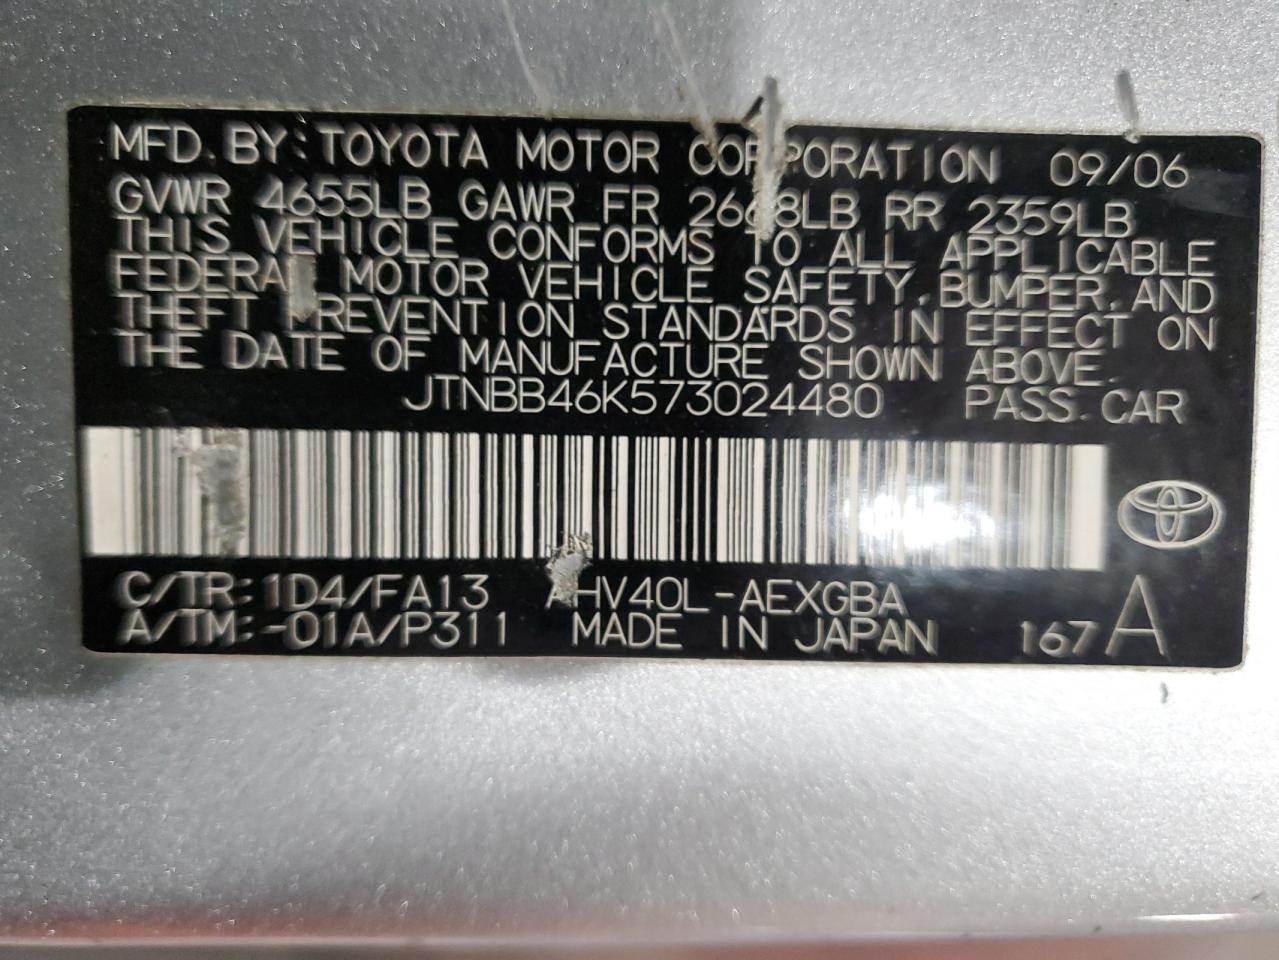 MFD. BY: TOYOTA MOTOR CORPORATION 09/06
GVWR 4655LB GAWR FR 2668LB RR 2359LB
THIS VEHICLE CONFORMS TO ALL APPLICABLE
FEDERAL MOTOR VEHICLE SAFETY, BUMPER, AND
THEFT PREVENTION STANDARDS IN EFFECT ON
THE DATE OF MANUFACTURE SHOWN ABOVE.
JTNBB46K573024480 PASS. CAR
C/TR: 1D4/FA13 AHV40L-AEXGBA
A/TM: -01A/P311 MADE IN JAPAN 167 A